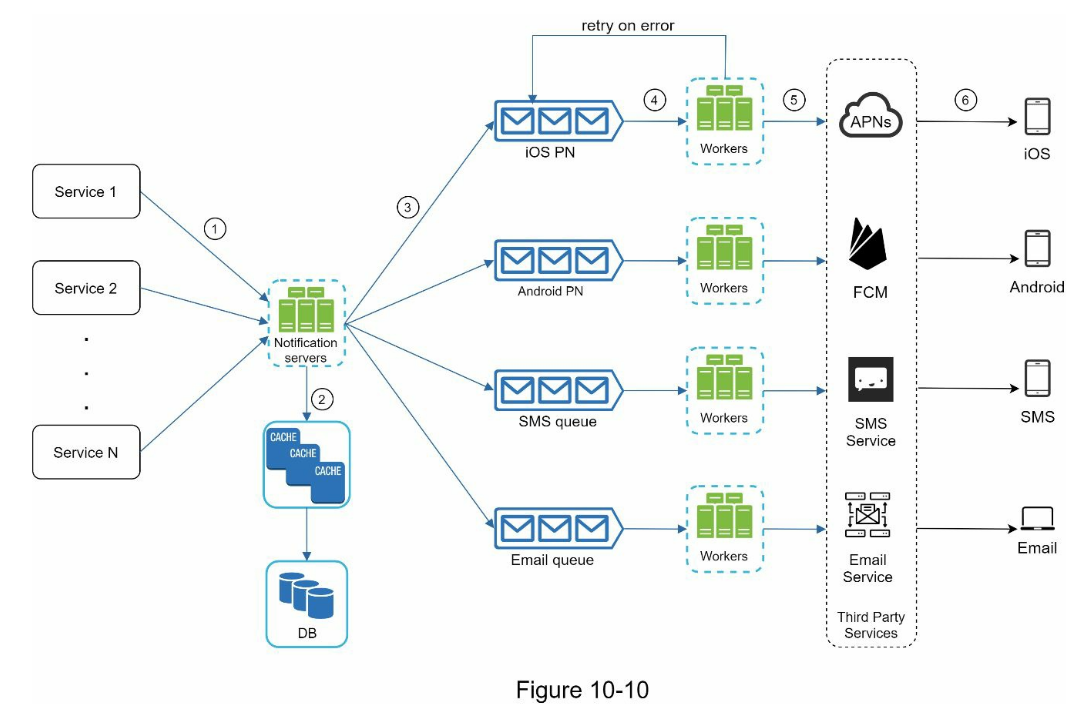 retry on error
4
5
6
iOS PN
Workers
APNs
iOS
Service 1
1
3
Service 2
Android PN
Workers
FCM
Android
Notification
servers
2
SMS queue
Workers
SMS
Service
SMS
Service N
CACHE
CACHE
CACHE
Email queue
Workers
Email
Service
Email
DB
Third Party
Services
Figure 10-10